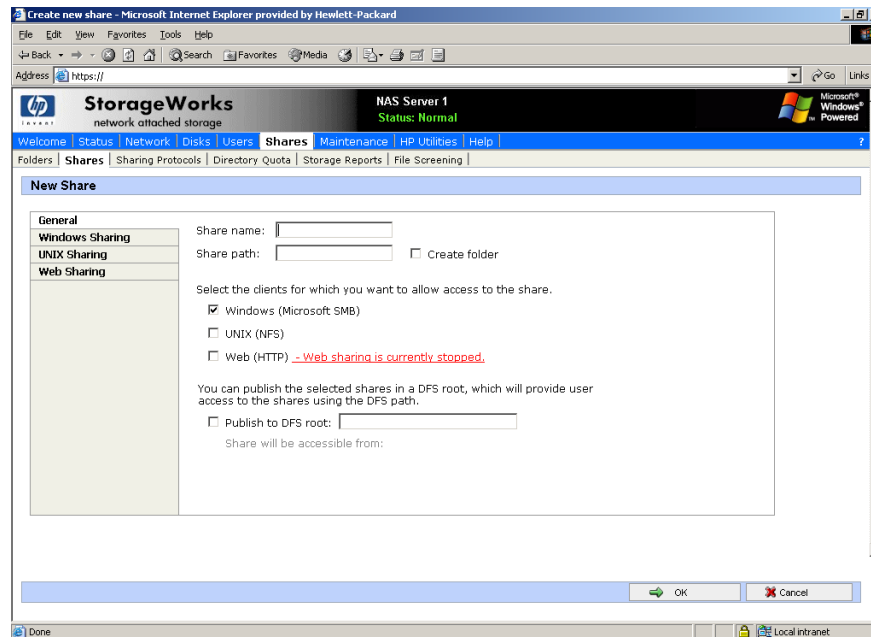 Create new share - Microsoft Internet Explorer provided by Hewlett-Packard
File Edit View Favorites Tools Help
Back Search Favorites Media
Address https:// Go Links
hp invent StorageWorks network attached storage
NAS Server 1
Status: Normal
Microsoft® Windows® Powered
Welcome | Status | Network | Disks | Users | Shares | Maintenance | HP Utilities | Help | ?
Folders | Shares | Sharing Protocols | Directory Quota | Storage Reports | File Screening |
New Share
General
Windows Sharing
UNIX Sharing
Web Sharing
Share name:
Share path: Create folder
Select the clients for which you want to allow access to the share.
Windows (Microsoft SMB)
UNIX (NFS)
Web (HTTP) - Web sharing is currently stopped.
You can publish the selected shares in a DFS root, which will provide user
access to the shares using the DFS path.
Publish to DFS root:
Share will be accessible from:
OK Cancel
Done Local intranet